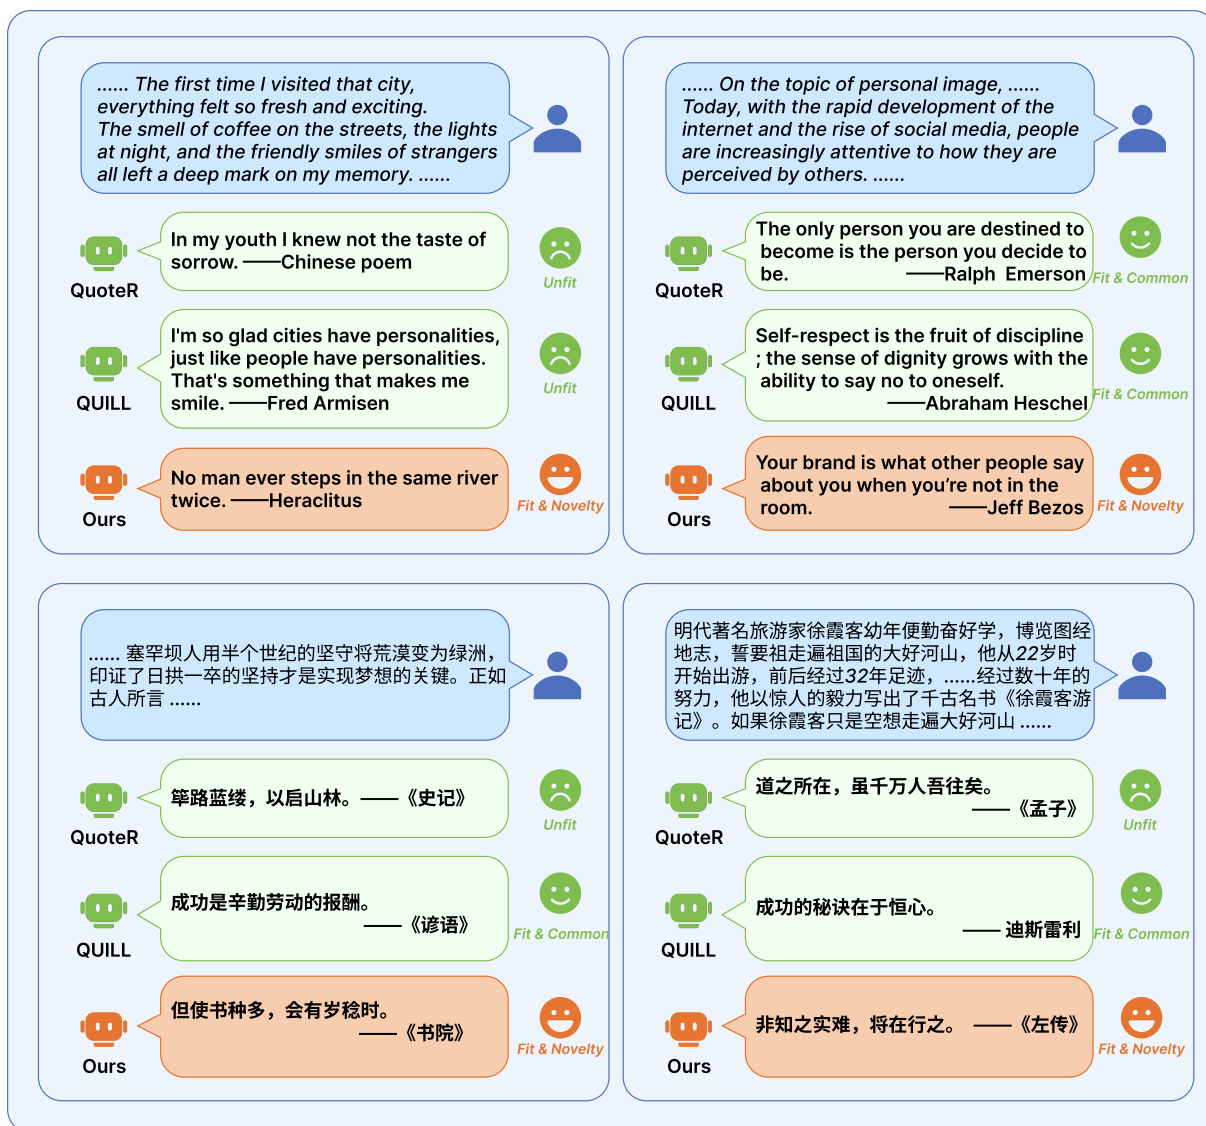 ...... The first time I visited that city,
everything felt so fresh and exciting.
The smell of coffee on the streets, the lights
at night, and the friendly smiles of strangers
all left a deep mark on my memory. ......
QuoteR
In my youth I knew not the taste of
sorrow. ——Chinese poem
Unfit
QUILL
I'm so glad cities have personalities,
just like people have personalities.
That's something that makes me
smile. ——Fred Armisen
Unfit
Ours
No man ever steps in the same river
twice. ——Heraclitus
Fit & Novelty
...... On the topic of personal image, ......
Today, with the rapid development of the
internet and the rise of social media, people
are increasingly attentive to how they are
perceived by others. ......
QuoteR
The only person you are destined to
become is the person you decide to
be. ——Ralph Emerson
Fit & Common
QUILL
Self-respect is the fruit of discipline
; the sense of dignity grows with the
ability to say no to oneself.
——Abraham Heschel
Fit & Common
Ours
Your brand is what other people say
about you when you’re not in the
room. ——Jeff Bezos
Fit & Novelty
...... 塞罕坝人用半个世纪的坚守将荒漠变为绿洲，
印证了日拱一卒的坚持才是实现梦想的关键。正如
古人所言 ......
QuoteR
筚路蓝缕，以启山林。——《史记》
Unfit
QUILL
成功是辛勤劳动的报酬。
——《谚语》
Fit & Common
Ours
但使书种多，会有岁稔时。
——《书院》
Fit & Novelty
明代著名旅游家徐霞客幼年便勤奋好学，博览图经
地志，誓要祖走遍祖国的大好河山，他从22岁时
开始出游，前后经过32年足迹，......经过数十年的
努力，他以惊人的毅力写出了千古名书《徐霞客游
记》。如果徐霞客只是空想走遍大好河山 ......
QuoteR
道之所在，虽千万人吾往矣。
——《孟子》
Unfit
QUILL
成功的秘诀在于恒心。
—— 迪斯雷利
Fit & Common
Ours
非知之实难，将在行之。 ——《左传》
Fit & Novelty